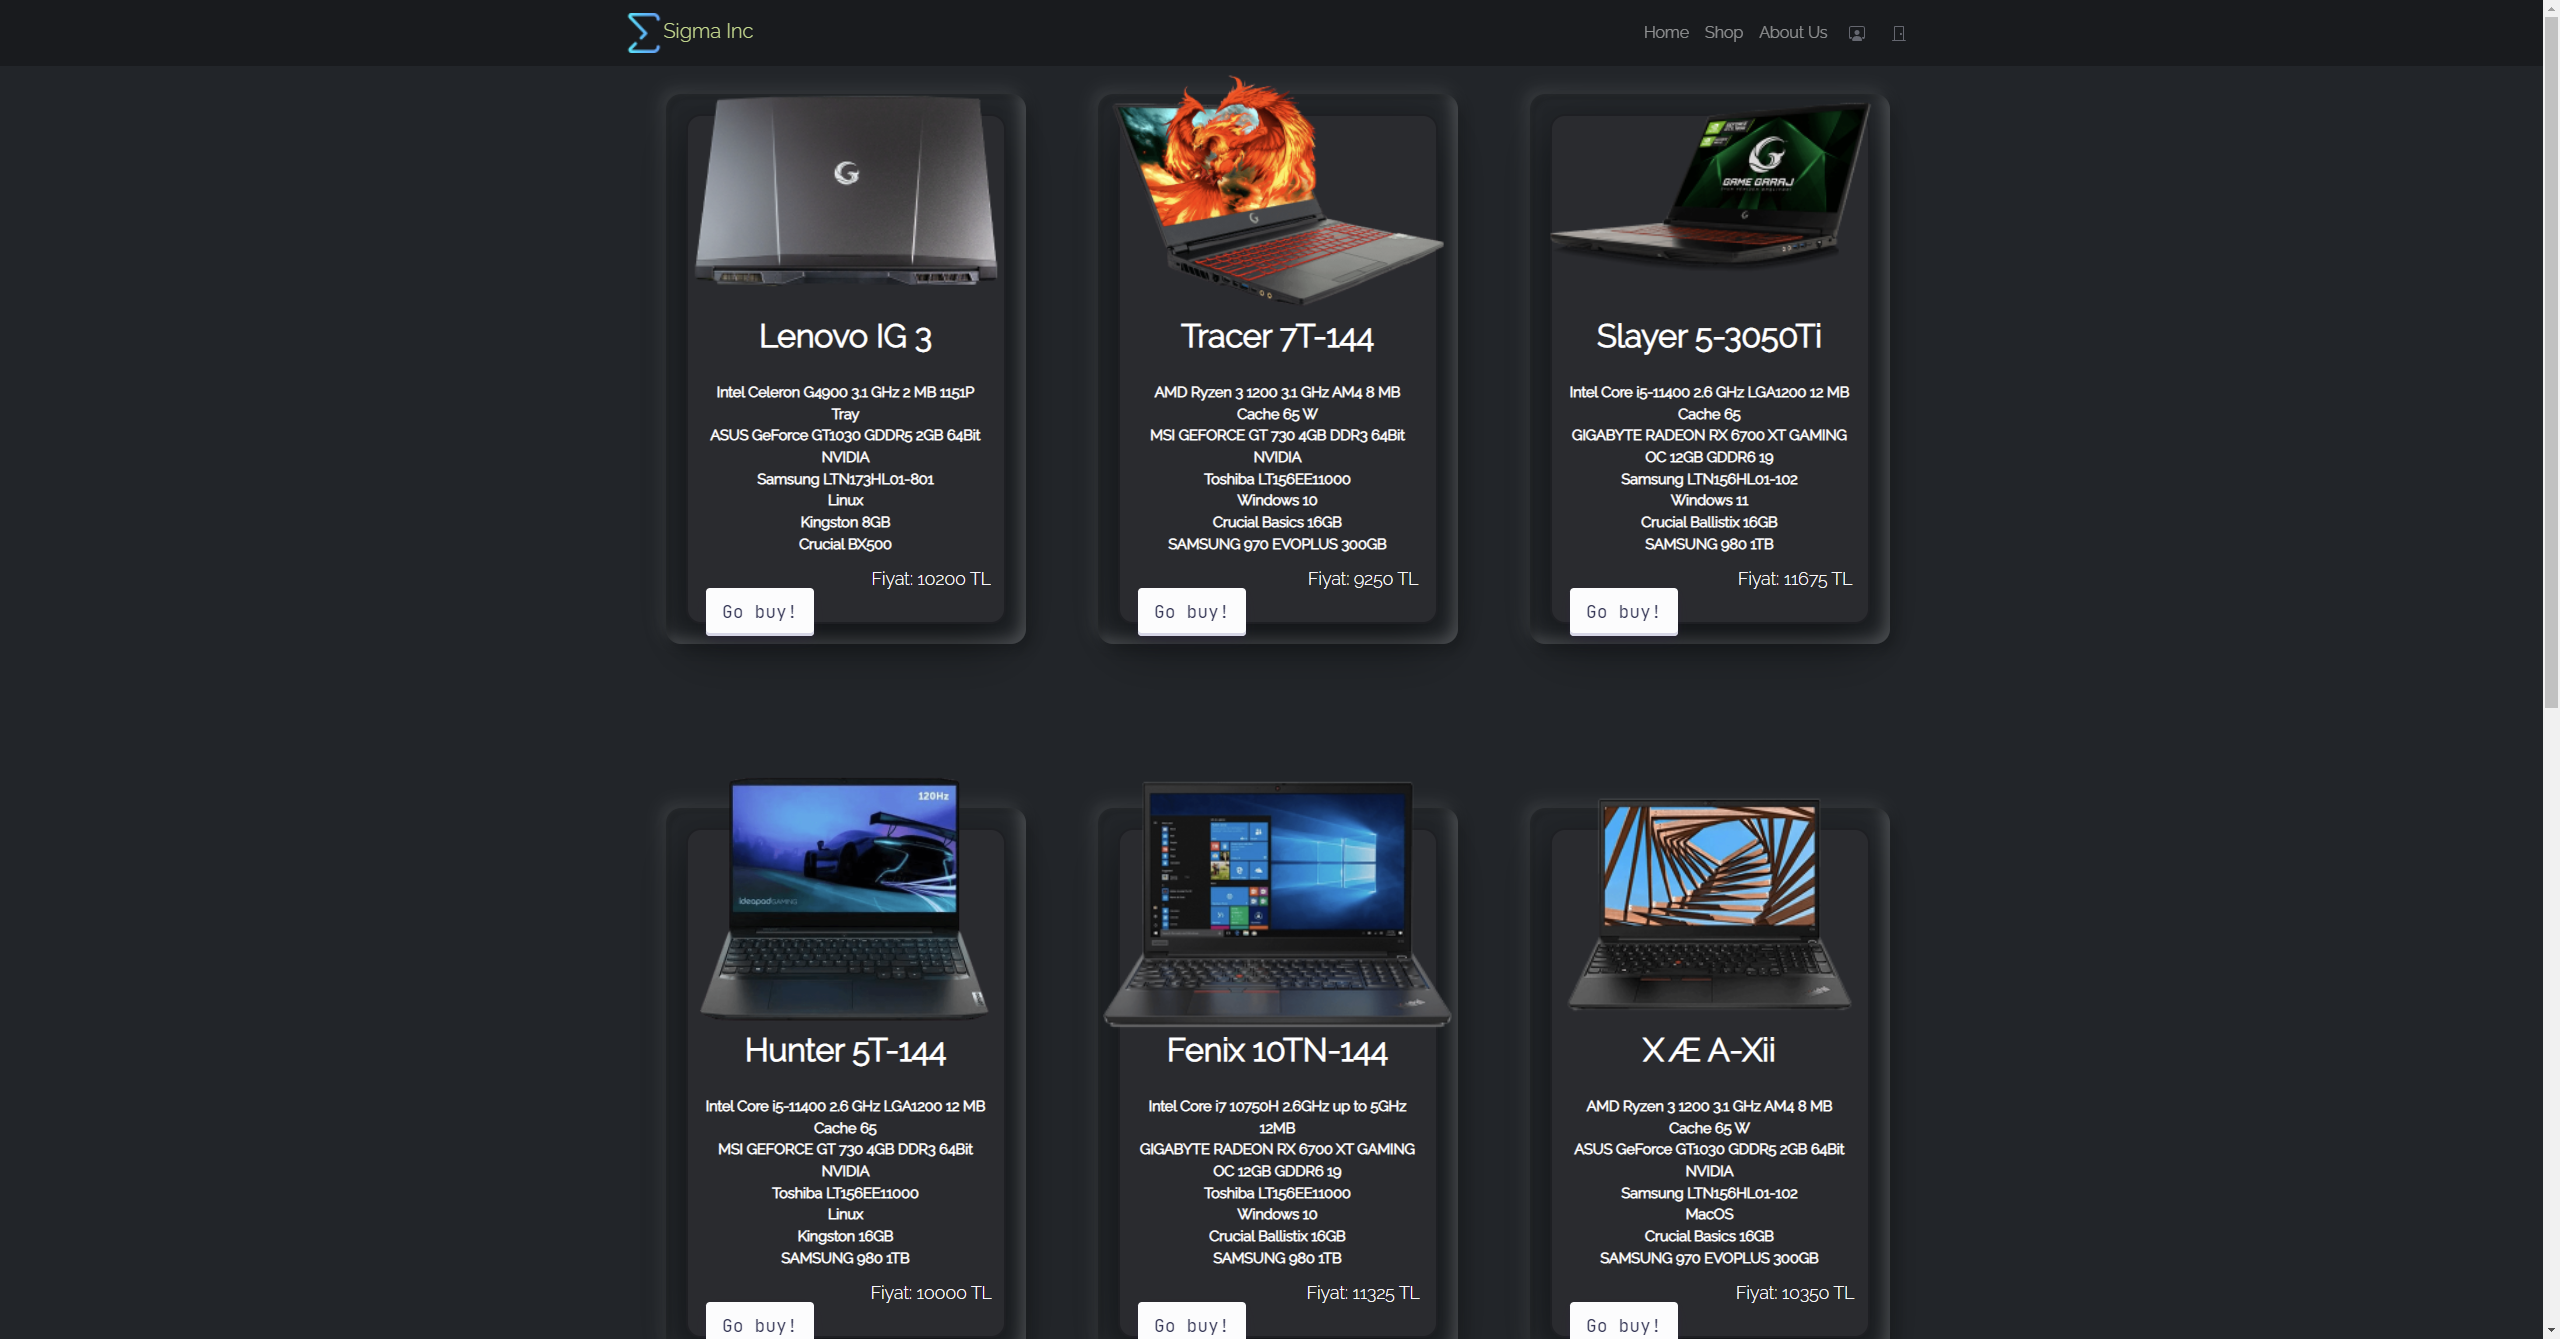 Sigma Inc
Home Shop About Us
GAME GARAJ
Lenovo IG 3
Intel Celeron G4900 3.1 GHz 2 MB 1151P
Tray
ASUS GeForce GT1030 GDDR5 2GB 64Bit
NVIDIA
Samsung LTN173HL01-801
Linux
Kingston 8GB
Crucial BX500
Fiyat: 10200 TL
Go buy!
Tracer 7T-144
AMD Ryzen 3 1200 3.1 GHz AM4 8 MB
Cache 65 W
MSI GEFORCE GT 730 4GB DDR3 64Bit
NVIDIA
Toshiba LT156EE11000
Windows 10
Crucial Basics 16GB
SAMSUNG 970 EVOPLUS 300GB
Fiyat: 9250 TL
Go buy!
Slayer 5-3050Ti
Intel Core i5-11400 2.6 GHz LGA1200 12 MB
Cache 65
GIGABYTE RADEON RX 6700 XT GAMING
OC 12GB GDDR6 19
Samsung LTN156HL01-102
Windows 11
Crucial Ballistix 16GB
SAMSUNG 980 1TB
Fiyat: 11675 TL
Go buy!
120Hz
ideapad GAMING
Hunter 5T-144
Intel Core i5-11400 2.6 GHz LGA1200 12 MB
Cache 65
MSI GEFORCE GT 730 4GB DDR3 64Bit
NVIDIA
Toshiba LT156EE11000
Linux
Kingston 16GB
SAMSUNG 980 1TB
Fiyat: 10000 TL
Go buy!
Fenix 10TN-144
Intel Core i7 10750H 2.6GHz up to 5GHz
12MB
GIGABYTE RADEON RX 6700 XT GAMING
OC 12GB GDDR6 19
Toshiba LT156EE11000
Windows 10
Crucial Ballistix 16GB
SAMSUNG 980 1TB
Fiyat: 11325 TL
Go buy!
X Æ A-Xii
AMD Ryzen 3 1200 3.1 GHz AM4 8 MB
Cache 65 W
ASUS GeForce GT1030 GDDR5 2GB 64Bit
NVIDIA
Samsung LTN156HL01-102
MacOS
Crucial Basics 16GB
SAMSUNG 970 EVOPLUS 300GB
Fiyat: 10350 TL
Go buy!